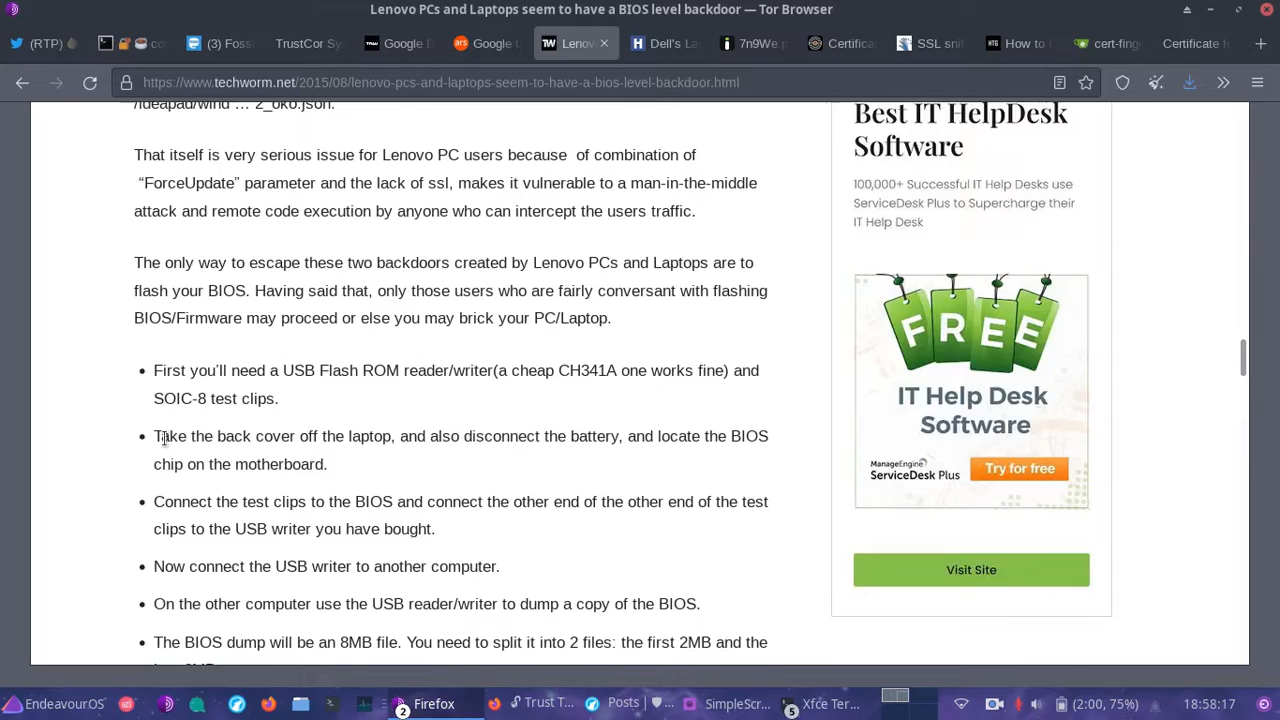 Lenovo PCs and Laptops seem to have a BIOS level backdoor — Tor Browser
(RTP)
co
(3) Foss
TrustCor Sy
Google
Google
Lenov
Dell's La
7n9We.p
Certifica
SSL snif
How to
cert-fing
Certificate f
https://www.techworm.net/2015/08/lenovo-pcs-and-laptops-seem-to-have-a-bios-level-backdoor.html
/ideapad/wind … 2_oko.json.
That itself is very serious issue for Lenovo PC users because of combination of
“ForceUpdate” parameter and the lack of ssl, makes it vulnerable to a man-in-the-middle
attack and remote code execution by anyone who can intercept the users traffic.
The only way to escape these two backdoors created by Lenovo PCs and Laptops are to
flash your BIOS. Having said that, only those users who are fairly conversant with flashing
BIOS/Firmware may proceed or else you may brick your PC/Laptop.
• First you’ll need a USB Flash ROM reader/writer(a cheap CH341A one works fine) and
SOIC-8 test clips.
• Take the back cover off the laptop, and also disconnect the battery, and locate the BIOS
chip on the motherboard.
• Connect the test clips to the BIOS and connect the other end of the other end of the test
clips to the USB writer you have bought.
• Now connect the USB writer to another computer.
• On the other computer use the USB reader/writer to dump a copy of the BIOS.
• The BIOS dump will be an 8MB file. You need to split it into 2 files: the first 2MB and the
Best IT HelpDesk
Software
100,000+ Successful IT Help Desks use
ServiceDesk Plus to Supercharge their
IT Help Desk
FREE
IT Help Desk
Software
ManageEngine
ServiceDesk Plus
Try for free
Visit Site
EndeavourOS
2
Firefox
Trust T...
Posts
SimpleScr...
5
Xfce Ter...
(2:00, 75%)
18:58:17